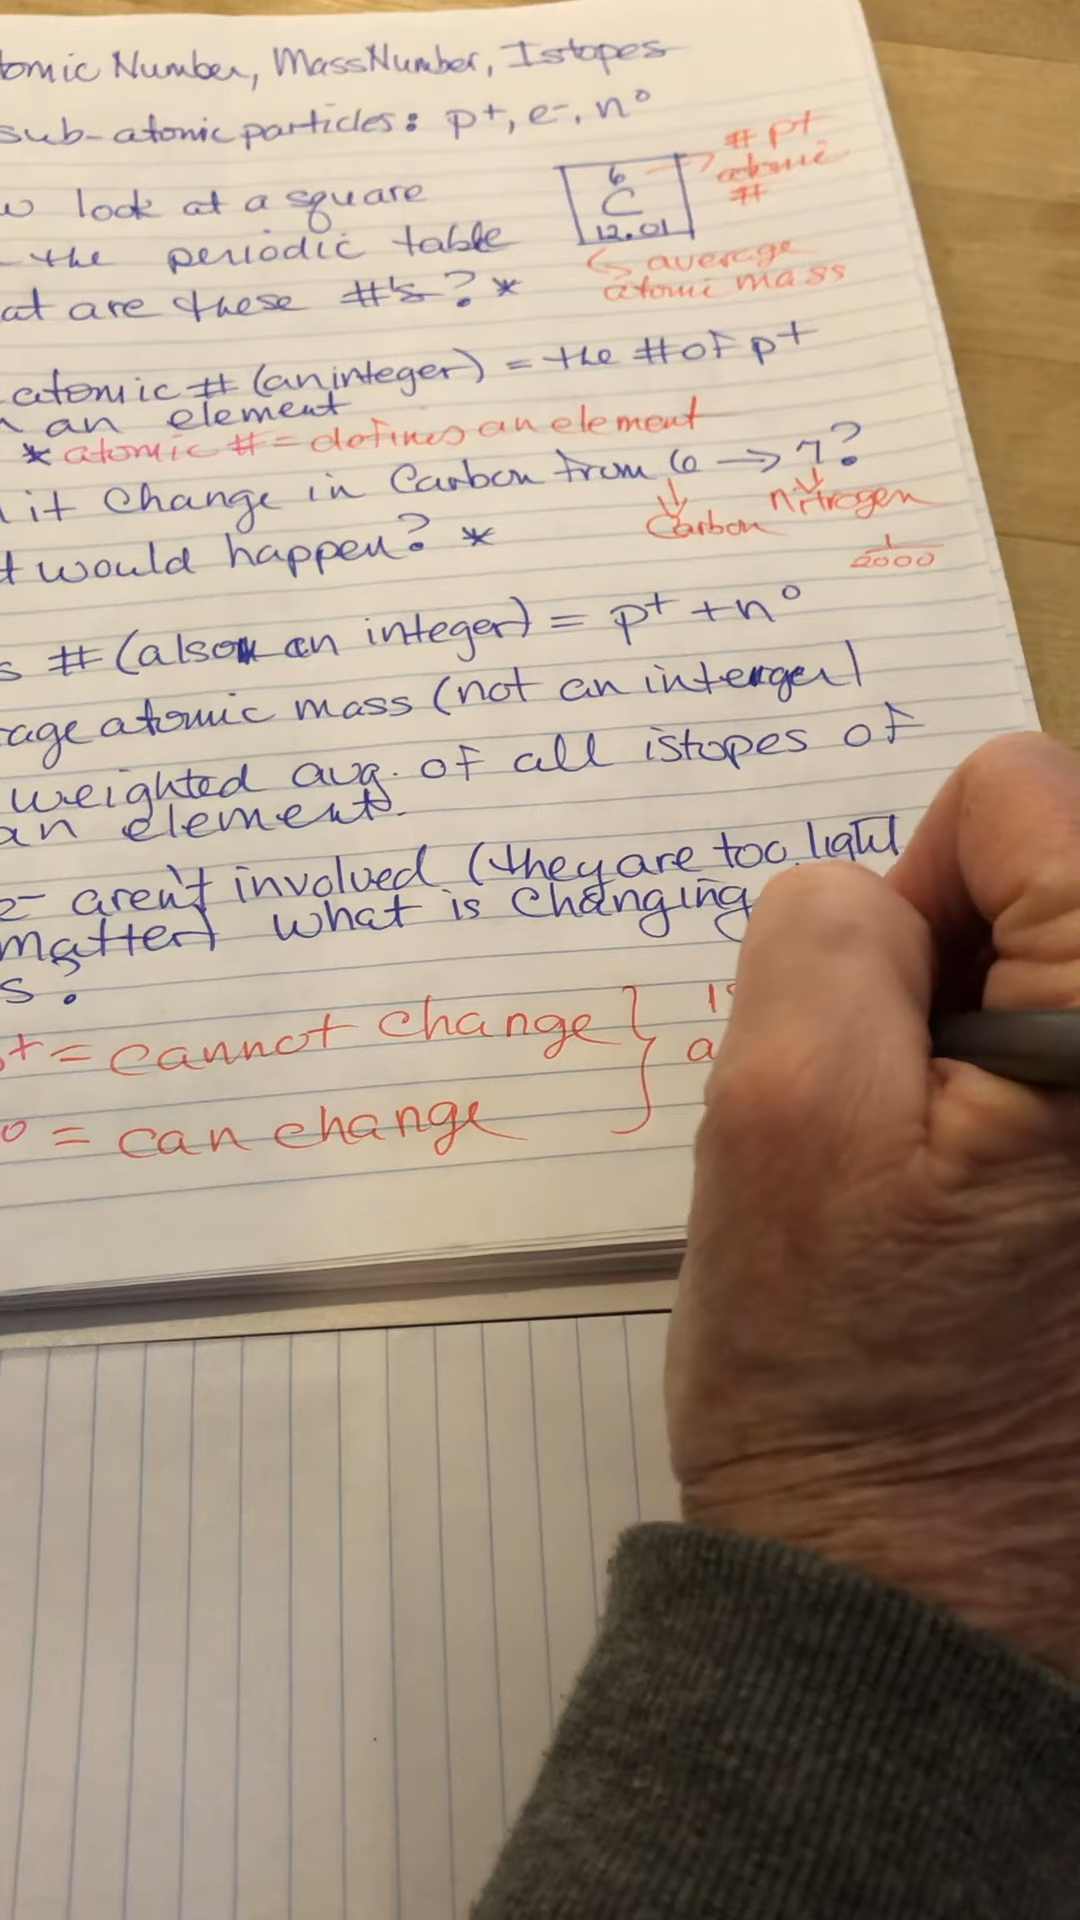 omic Number, Mass Number, Istopes
sub-atomic particles: p+, e-, n°
w look at a square
the periodic table
at are these #'s? *
6
C
12.01
# p+
atomic
#
average
atomic mass
atomic # (an integer) = the # of p+
n an element
* atomic # = defines an element
it change in Carbon from 6 → 7?
Carbon
nitrogen
t would happen? *
1/2000
s # (also an integer) = p+ + n°
rage atomic mass (not an interger)
weighted avg. of all istopes of
an element.
e- aren't involved (they are too light
matter) what is changing
s?
+ = cannot change
° = can change
a